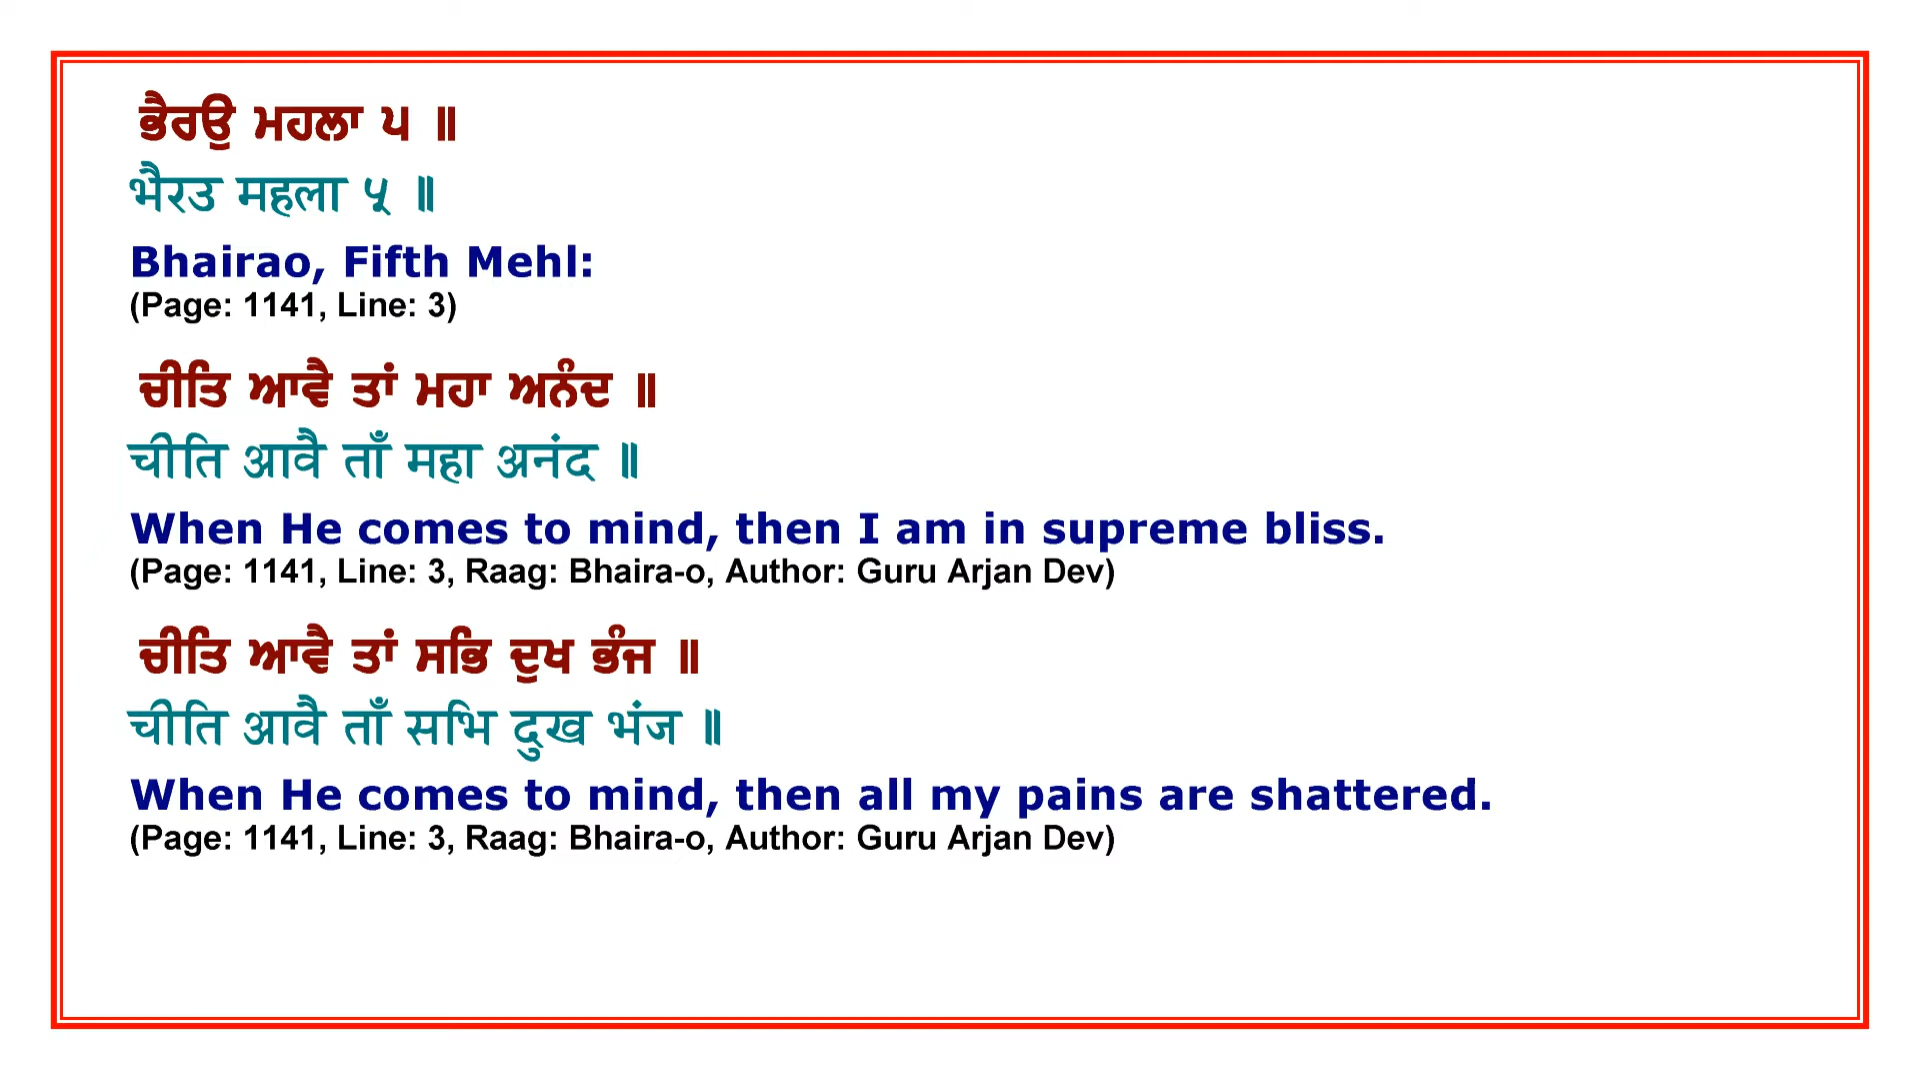 ਭੈਰਉ ਮਹਲਾ ੫ ॥
भैरउ महला ५ ॥
Bhairao, Fifth Mehl:
(Page: 1141, Line: 3)
ਚੀਤਿ ਆਵੈ ਤਾਂ ਮਹਾ ਅਨੰਦ ॥
चीति आवै ताँ महा अनंद ॥
When He comes to mind, then I am in supreme bliss.
(Page: 1141, Line: 3, Raag: Bhaira-o, Author: Guru Arjan Dev)
ਚੀਤਿ ਆਵੈ ਤਾਂ ਸਭਿ ਦੁਖ ਭੰਜ ॥
चीति आवै ताँ सभि दुख भंज ॥
When He comes to mind, then all my pains are shattered.
(Page: 1141, Line: 3, Raag: Bhaira-o, Author: Guru Arjan Dev)